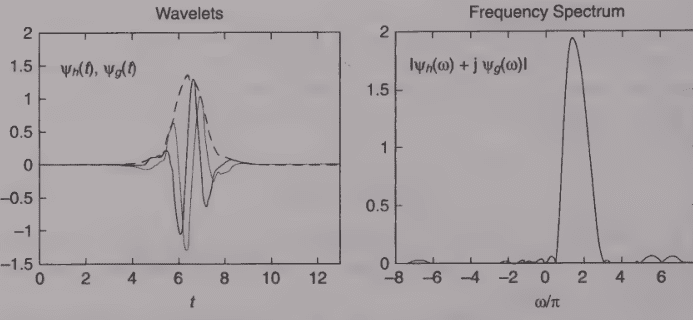 Wavelets
ψh(t), ψg(t)
2
1.5
1
0.5
0
−0.5
−1
−1.5
0 2 4 6 8 10 12
t
Frequency Spectrum
|ψh(ω) + j ψg(ω)|
2
1.5
1
0.5
0
−8 −6 −4 −2 0 2 4 6
ω/π